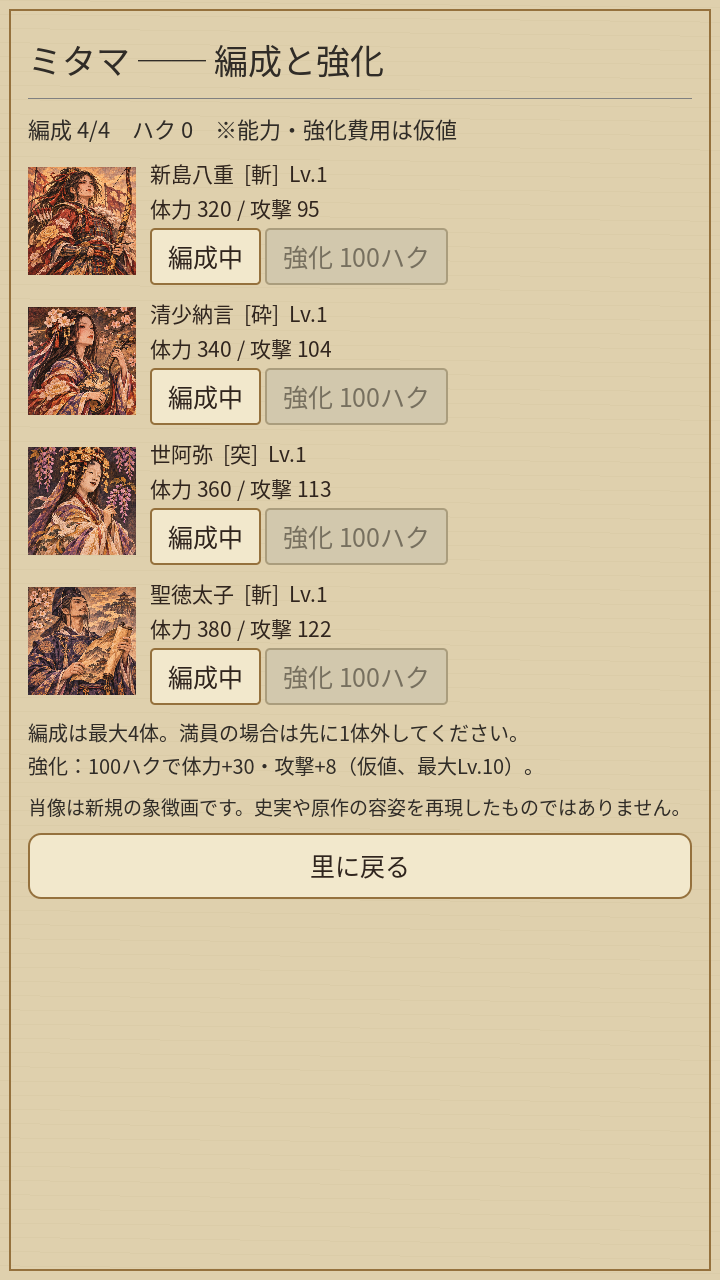 ミタマ ―― 編成と強化
編成 4/4　ハク 0　※能力・強化費用は仮値
新島八重 [斬] Lv.1
体力 320 / 攻撃 95
編成中 強化 100ハク
清少納言 [砕] Lv.1
体力 340 / 攻撃 104
編成中 強化 100ハク
世阿弥 [突] Lv.1
体力 360 / 攻撃 113
編成中 強化 100ハク
聖徳太子 [斬] Lv.1
体力 380 / 攻撃 122
編成中 強化 100ハク
編成は最大4体。満員の場合は先に1体外してください。
強化：100ハクで体力+30・攻撃+8（仮値、最大Lv.10）。
肖像は新規の象徴画です。史実や原作の容姿を再現したものではありません。
里に戻る